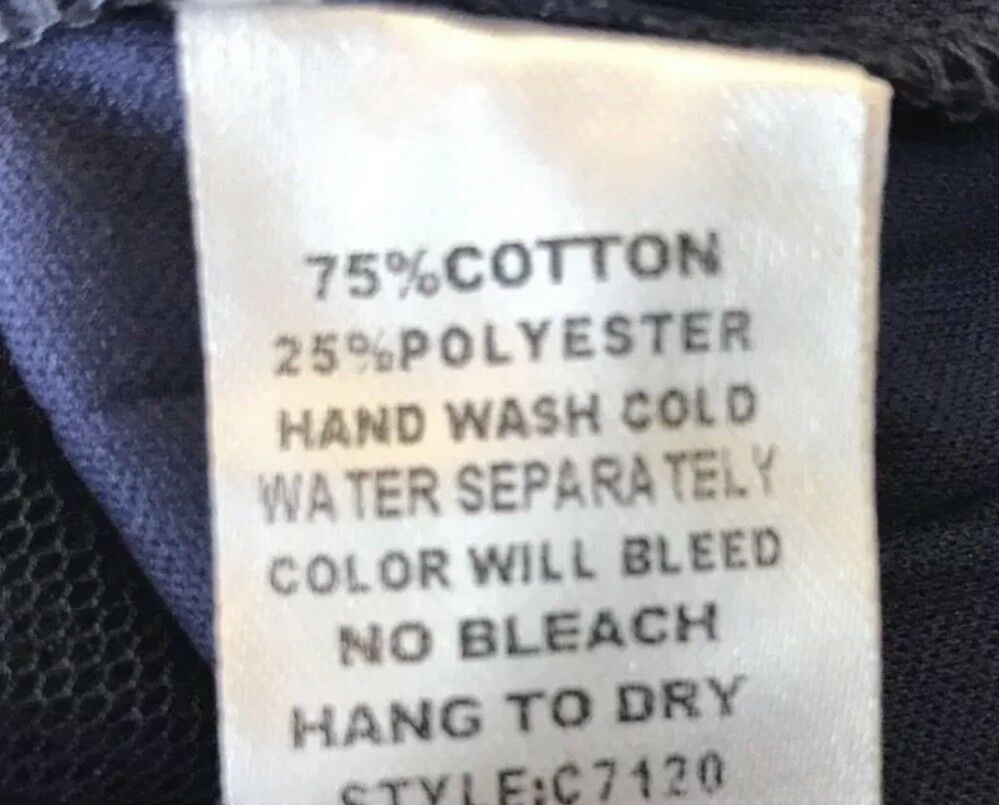 75%COTTON
25%POLYESTER
HAND WASH COLD
WATER SEPARATELY
COLOR WILL BLEED
NO BLEACH
HANG TO DRY
STYLE:C7120